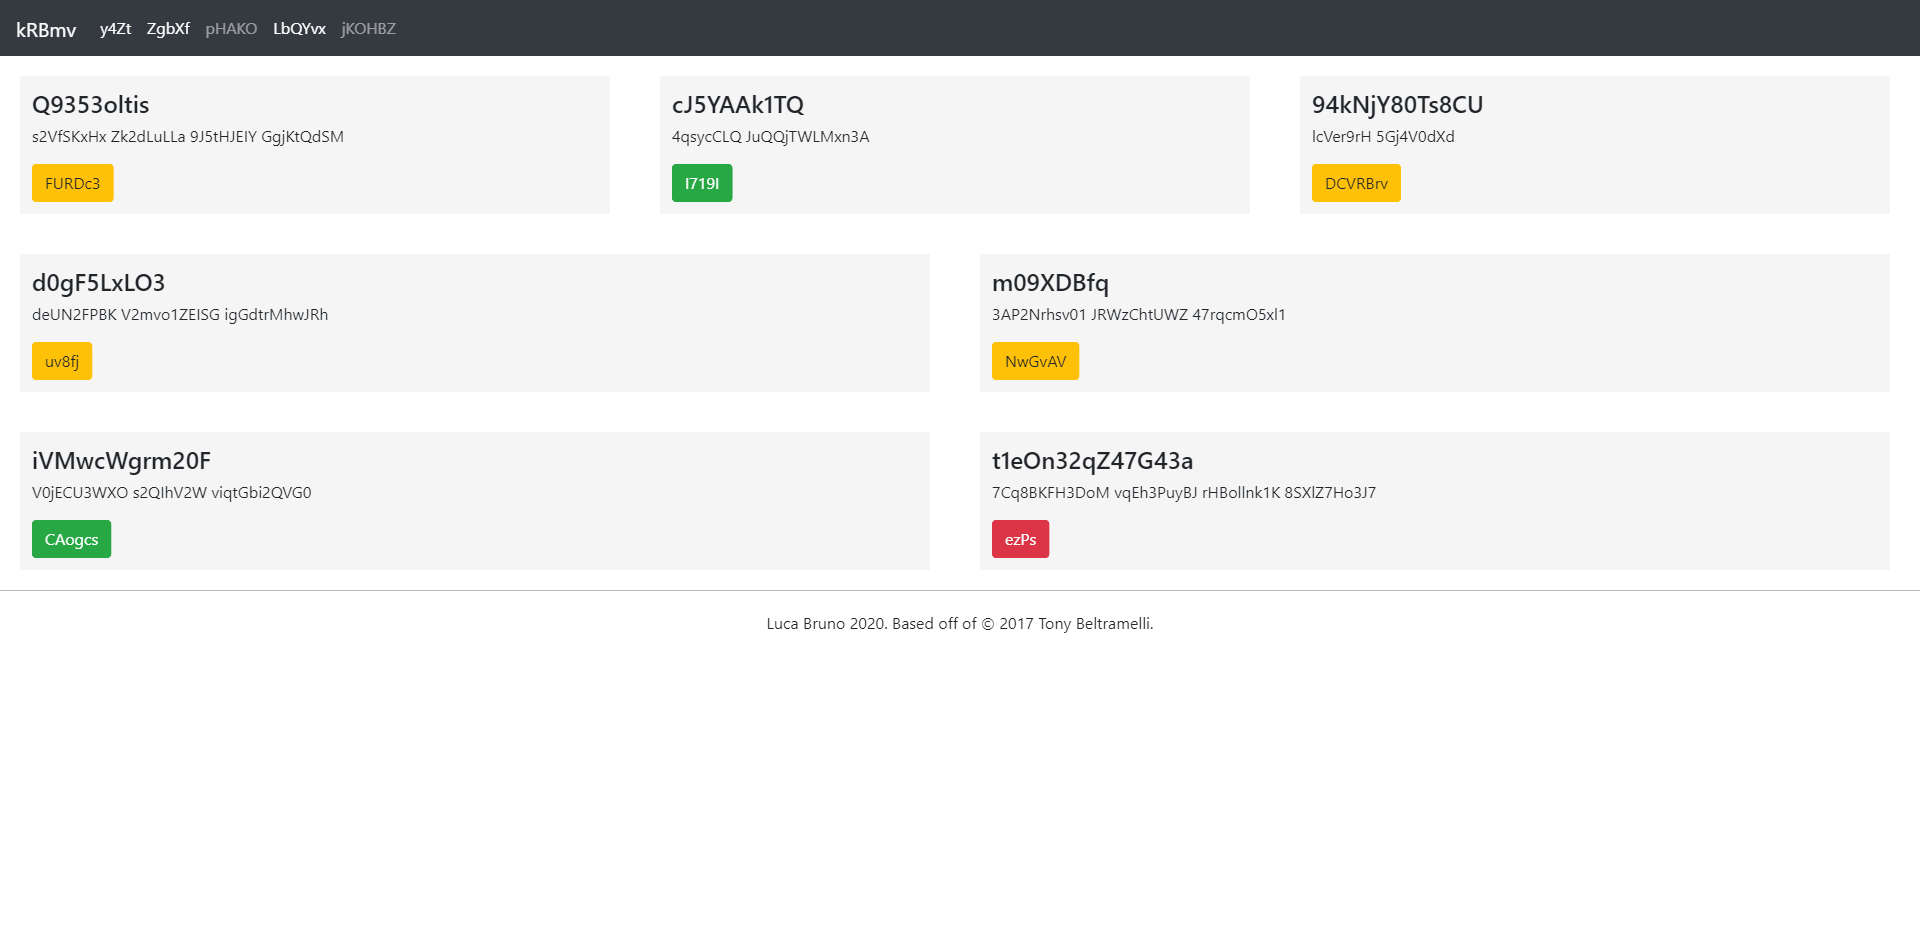 kRBmv y4Zt ZgbXf pHAKO LbQYvx jKOHBZ
Q9353oltis
s2VfSKxHx Zk2dLuLLa 9J5tHJEIY GgjKtQdSM
FURDc3
cJ5YAAk1TQ
4qsycCLQ JuQQjTWLMxn3A
I719I
94kNjY80Ts8CU
lcVer9rH 5Gj4V0dXd
DCVRBrv
d0gF5LxLO3
deUN2FPBK V2mvo1ZEISG igGdtrMhwJRh
uv8fj
m09XDBfq
3AP2Nrhsv01 JRWzChtUWZ 47rqcmO5xl1
NwGvAV
iVMwcWgrm20F
V0jECU3WXO s2QIhV2W viqtGbi2QVG0
CAogcs
t1eOn32qZ47G43a
7Cq8BKFH3DoM vqEh3PuyBJ rHBollnk1K 8SXlZ7Ho3J7
ezPs
Luca Bruno 2020. Based off of © 2017 Tony Beltramelli.